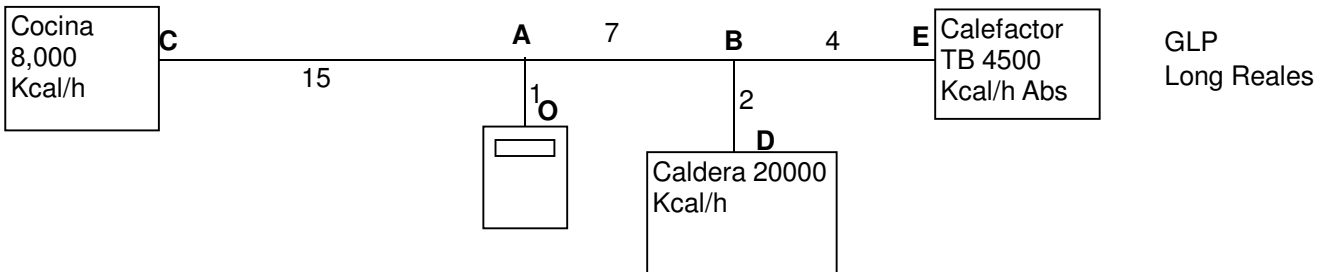 Cocina
8,000
Kcal/h
C
15
A
7
B
4
E
1
O
2
D
Calefactor
TB 4500
Kcal/h Abs
Caldera 20000
Kcal/h
GLP
Long Reales